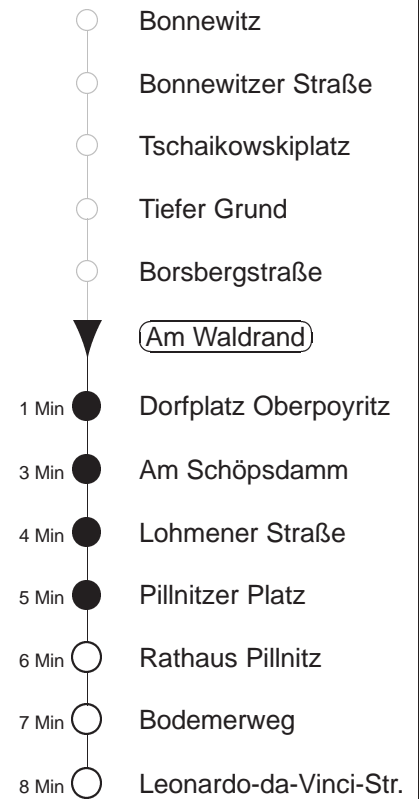 Bonnewitz
Bonnewitzer Straße
Tschaikowskiplatz
Tiefer Grund
Borsbergstraße
Am Waldrand
1 Min Dorfplatz Oberpoyritz
3 Min Am Schöpsdamm
4 Min Lohmener Straße
5 Min Pillnitzer Platz
6 Min Rathaus Pillnitz
7 Min Bodemerweg
8 Min Leonardo-da-Vinci-Str.